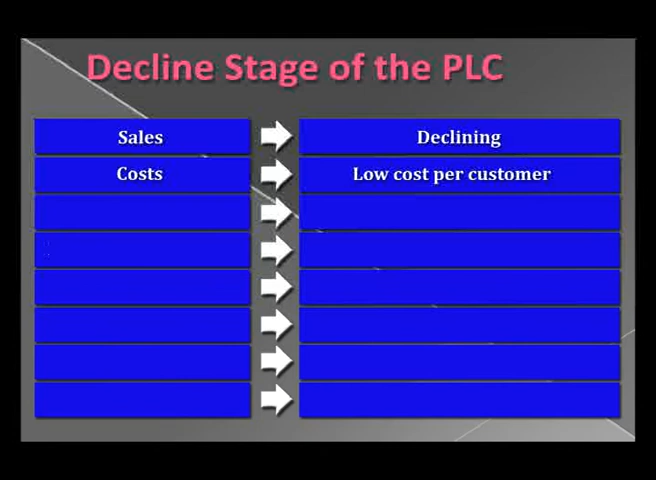 Decline Stage of the PLC
Sales
Declining
Costs
Low cost per customer